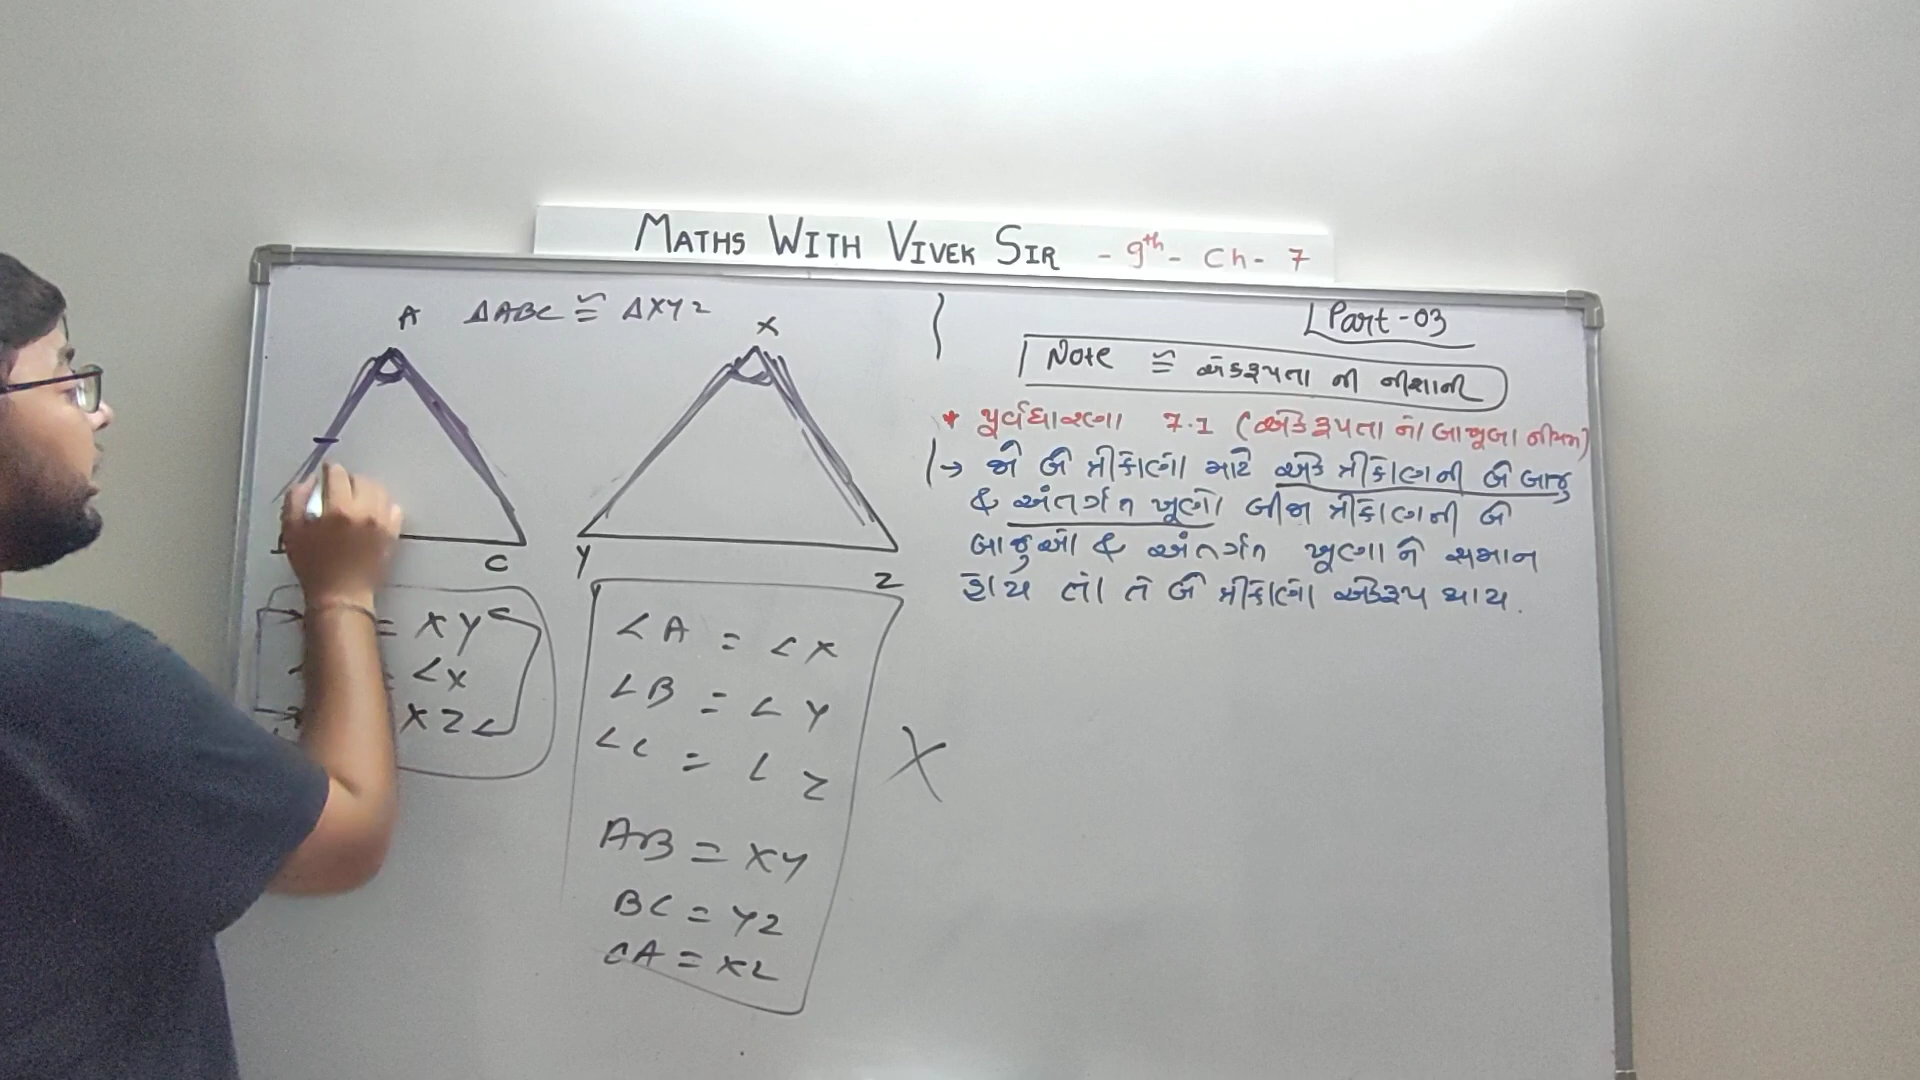 MATHS WITH VIVEK SIR - 9th - Ch - 7
A ΔABC ≅ ΔXYZ X
C
Y
Z
= XY
∠X
XZ
∠A = ∠X
∠B = ∠Y
∠C = ∠Z
AB = XY
BC = YZ
CA = XZ
X
Part - 03
Note ≅ એકરૂપતા ની નીશાની
* પૂર્વધારણા 7.1 (એકરૂપતા નો બાખૂબા નીયમ)
→ જો બે ત્રીકોણો માટે એક ત્રીકોણની બે બાજુ
& અંતર્ગત ખૂણો બીજા ત્રીકોણની બે
બાજુઓ & અંતર્ગત ખૂણા ને સમાન
હોય તો તે બે ત્રીકોણો એકરૂપ થાય.